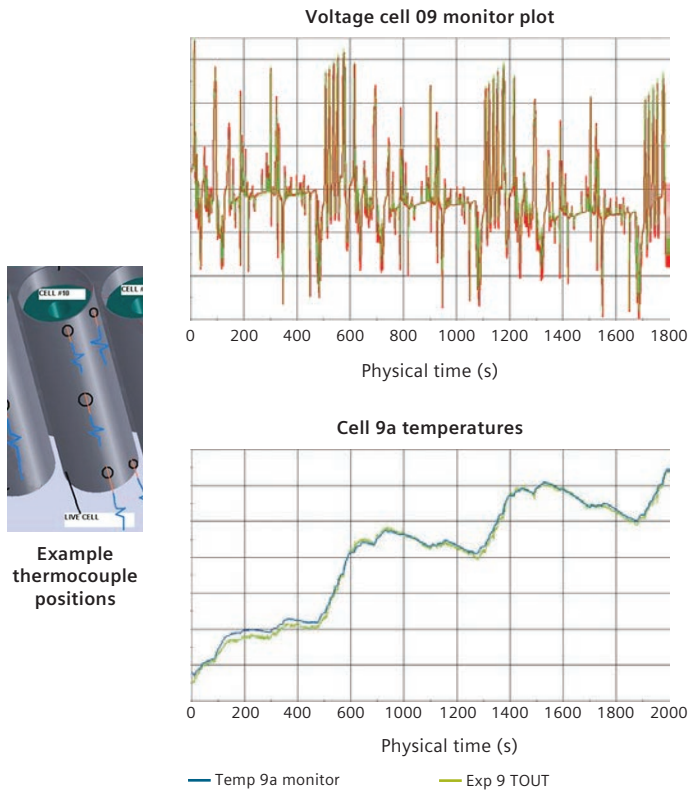 Voltage cell 09 monitor plot
0 200 400 600 800 1000 1200 1400 1600 1800
Physical time (s)
CELL #10
CELL #
LIVE CELL
Example
thermocouple
positions
Cell 9a temperatures
0 200 400 600 800 1000 1200 1400 1600 1800 2000
Physical time (s)
Temp 9a monitor
Exp 9 TOUT